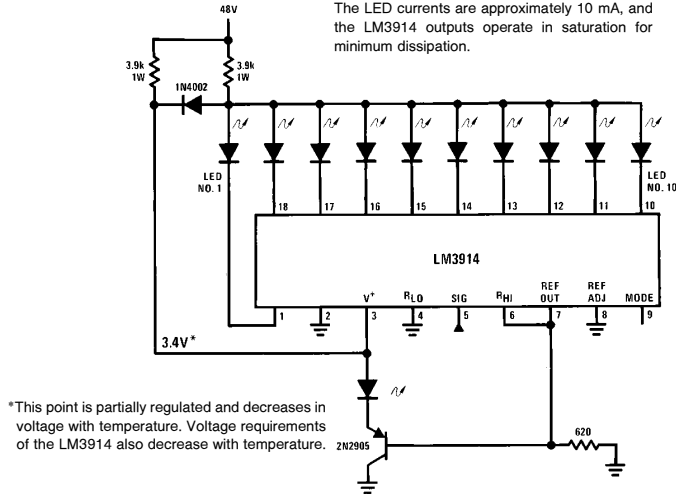 The LED currents are approximately 10 mA, and
the LM3914 outputs operate in saturation for
minimum dissipation.
48V
3.9k
1W
3.9k
1W
1N4002
LED
NO. 1
LED
NO. 10
18
17
16
15
14
13
12
11
10
LM3914
V+
RLO
SIG
RHI
REF
OUT
REF
ADJ
MODE
1
2
3
4
5
6
7
8
9
3.4V*
*This point is partially regulated and decreases in
voltage with temperature. Voltage requirements
of the LM3914 also decrease with temperature.
2N2905
620